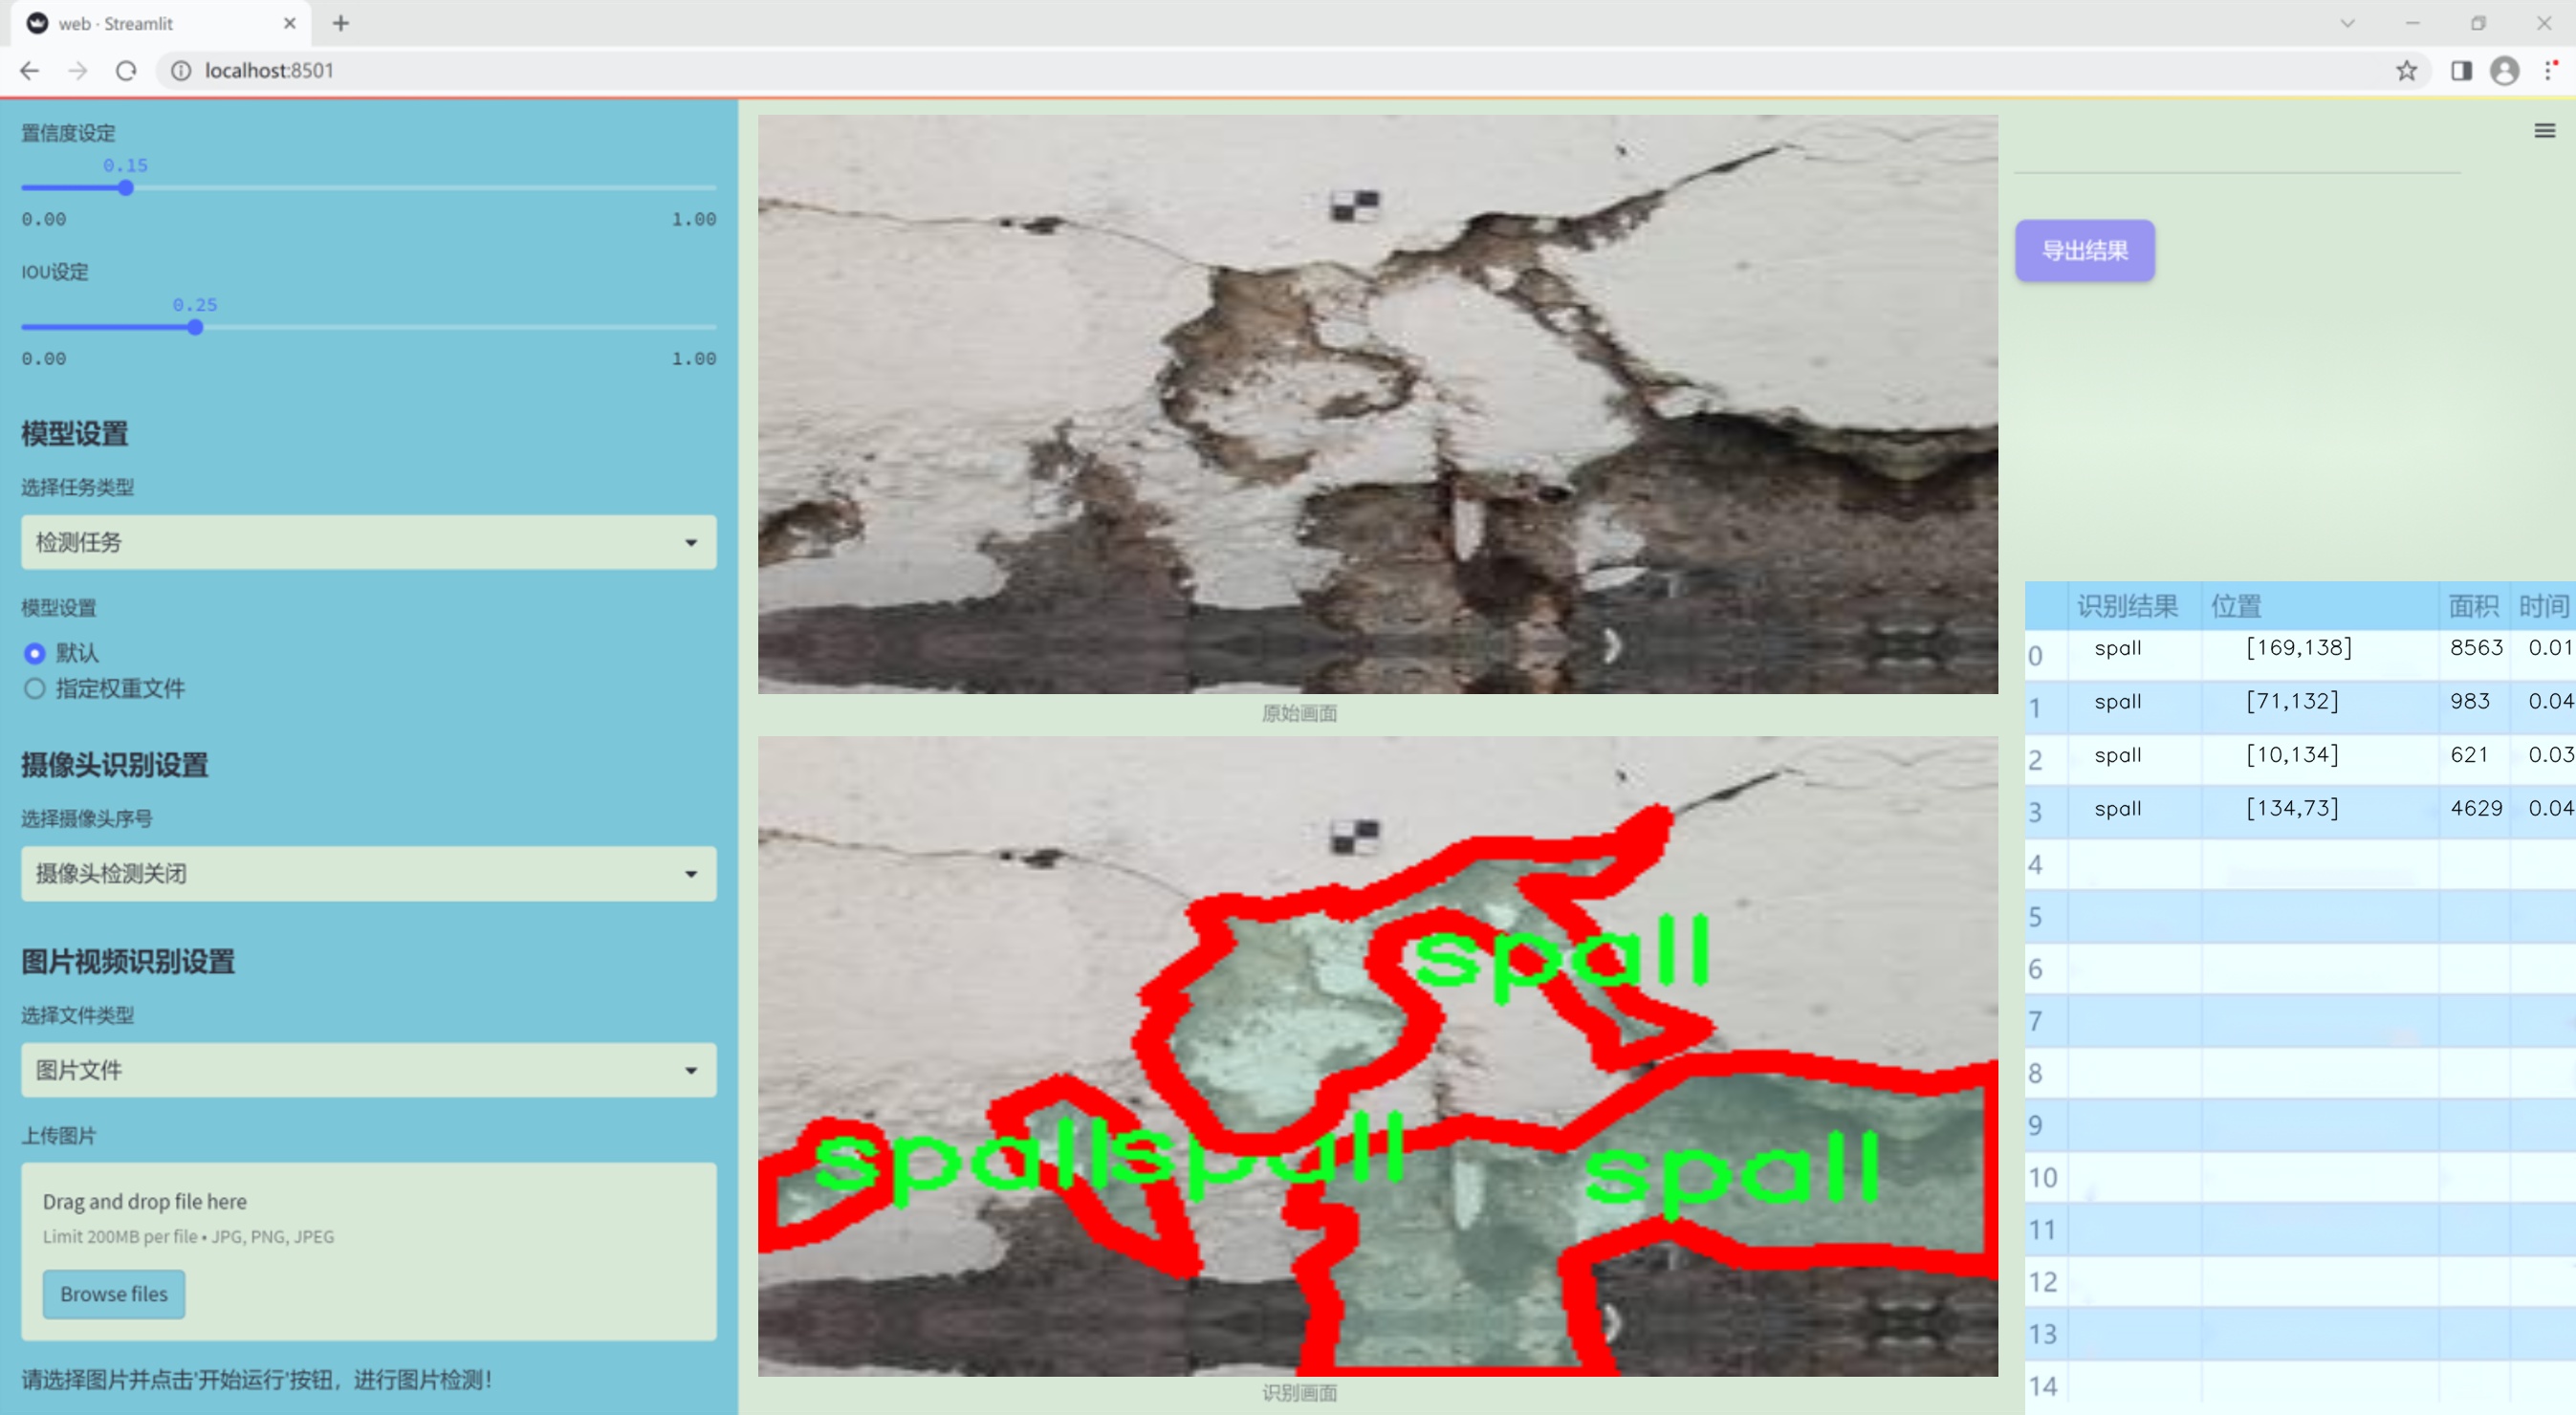 web · Streamlit
localhost:8501
置信度设定
0.15
0.00 1.00
IOU设定
0.25
0.00 1.00
模型设置
选择任务类型
检测任务
模型设置
默认
指定权重文件
摄像头识别设置
选择摄像头序号
摄像头检测关闭
图片视频识别设置
选择文件类型
图片文件
上传图片
Drag and drop file here
Limit 200MB per file • JPG, PNG, JPEG
Browse files
请选择图片并点击'开始运行'按钮，进行图片检测！
原始画面
spall
spall
spall
spall
识别画面
导出结果
识别结果 位置 面积 时间
0 spall [169,138] 8563 0.01
1 spall [71,132] 983 0.04
2 spall [10,134] 621 0.03
3 spall [134,73] 4629 0.04
4
5
6
7
8
9
10
11
12
13
14